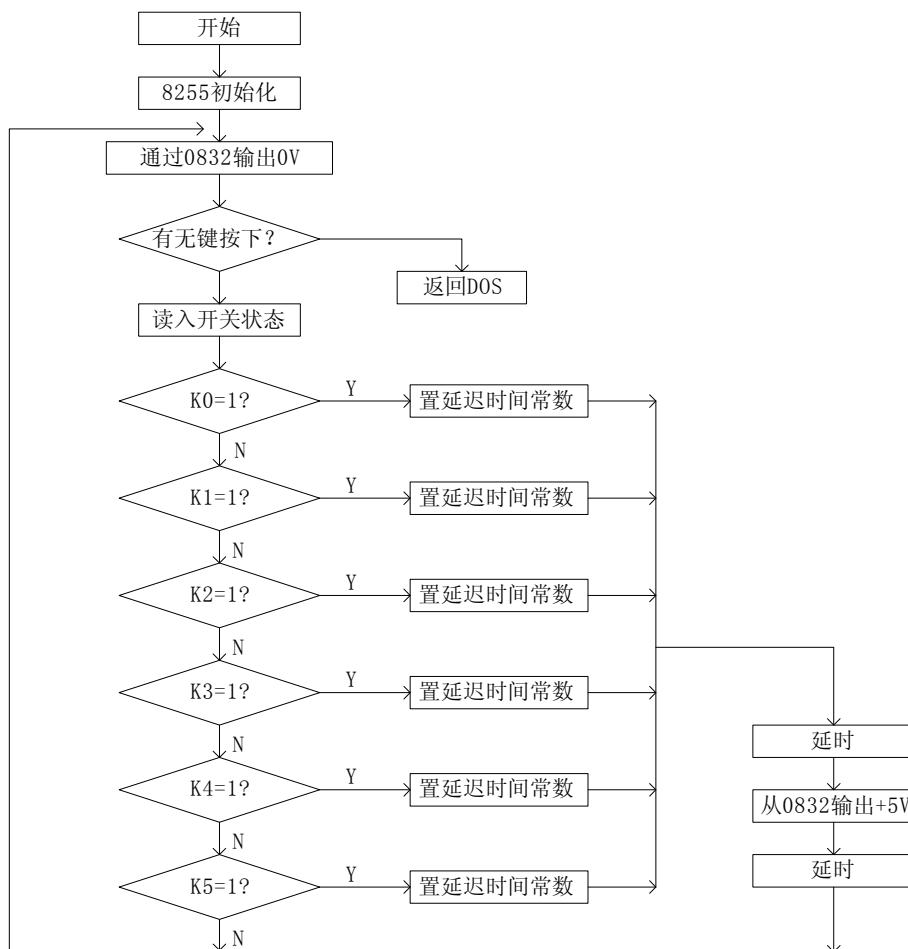 开始
8255初始化
通过0832输出0V
有无键按下?
返回DOS
读入开关状态
K0=1?
Y
置延迟时间常数
N
K1=1?
Y
置延迟时间常数
N
K2=1?
Y
置延迟时间常数
N
K3=1?
Y
置延迟时间常数
N
延时
K4=1?
Y
置延迟时间常数
从0832输出+5V
N
K5=1?
Y
置延迟时间常数
延时
N